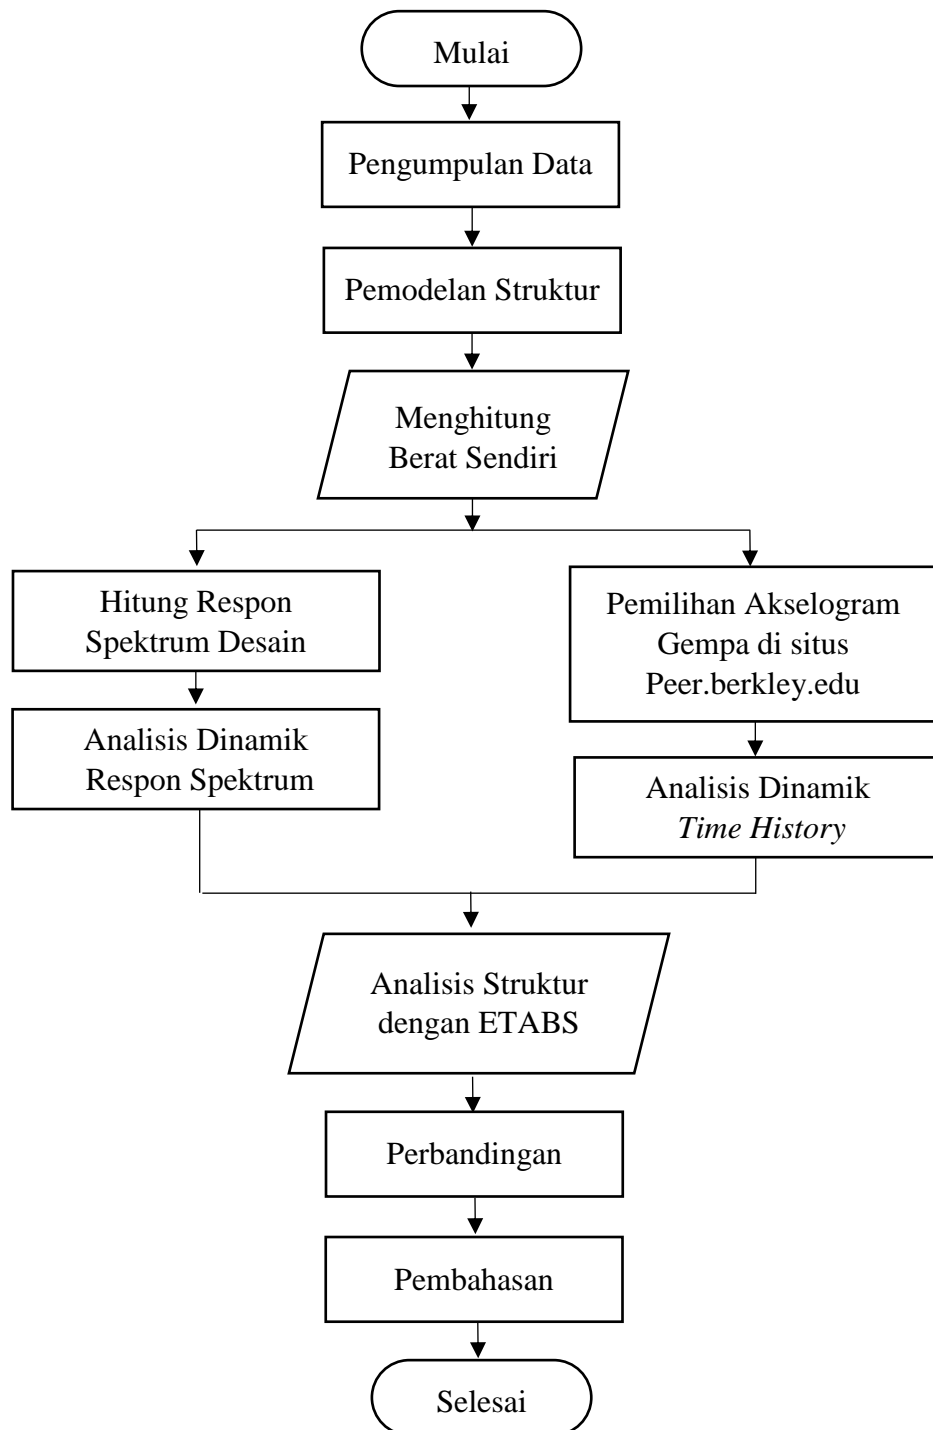 Mulai
Pengumpulan Data
Pemodelan Struktur
Menghitung
Berat Sendiri
Hitung Respon
Spektrum Desain
Analisis Dinamik
Respon Spektrum
Pemilihan Akselogram
Gempa di situs
Peer.berkley.edu
Analisis Dinamik
Time History
Analisis Struktur
dengan ETABS
Perbandingan
Pembahasan
Selesai